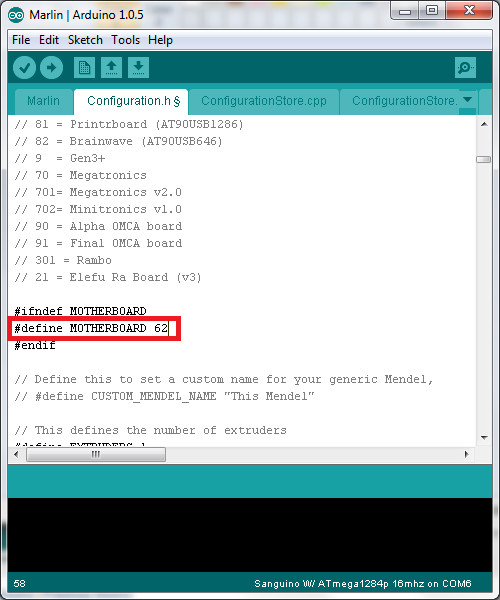 Marlin | Arduino 1.0.5
File Edit Sketch Tools Help
Marlin Configuration.h § ConfigurationStore.cpp ConfigurationStore.
// 81 = Printrboard (AT90USB1286)
// 82 = Brainwave (AT90USB646)
// 9  = Gen3+
// 70 = Megatronics
// 701= Megatronics v2.0
// 702= Minitronics v1.0
// 90 = Alpha OMCA board
// 91 = Final OMCA board
// 301 = Rambo
// 21 = Elefu Ra Board (v3)
#ifndef MOTHERBOARD
#define MOTHERBOARD 62
#endif
// Define this to set a custom name for your generic Mendel,
// #define CUSTOM_MENDEL_NAME "This Mendel"
// This defines the number of extruders
#define EXTRUDERS 1
58 Sanguino W/ ATmega1284p 16mhz on COM6